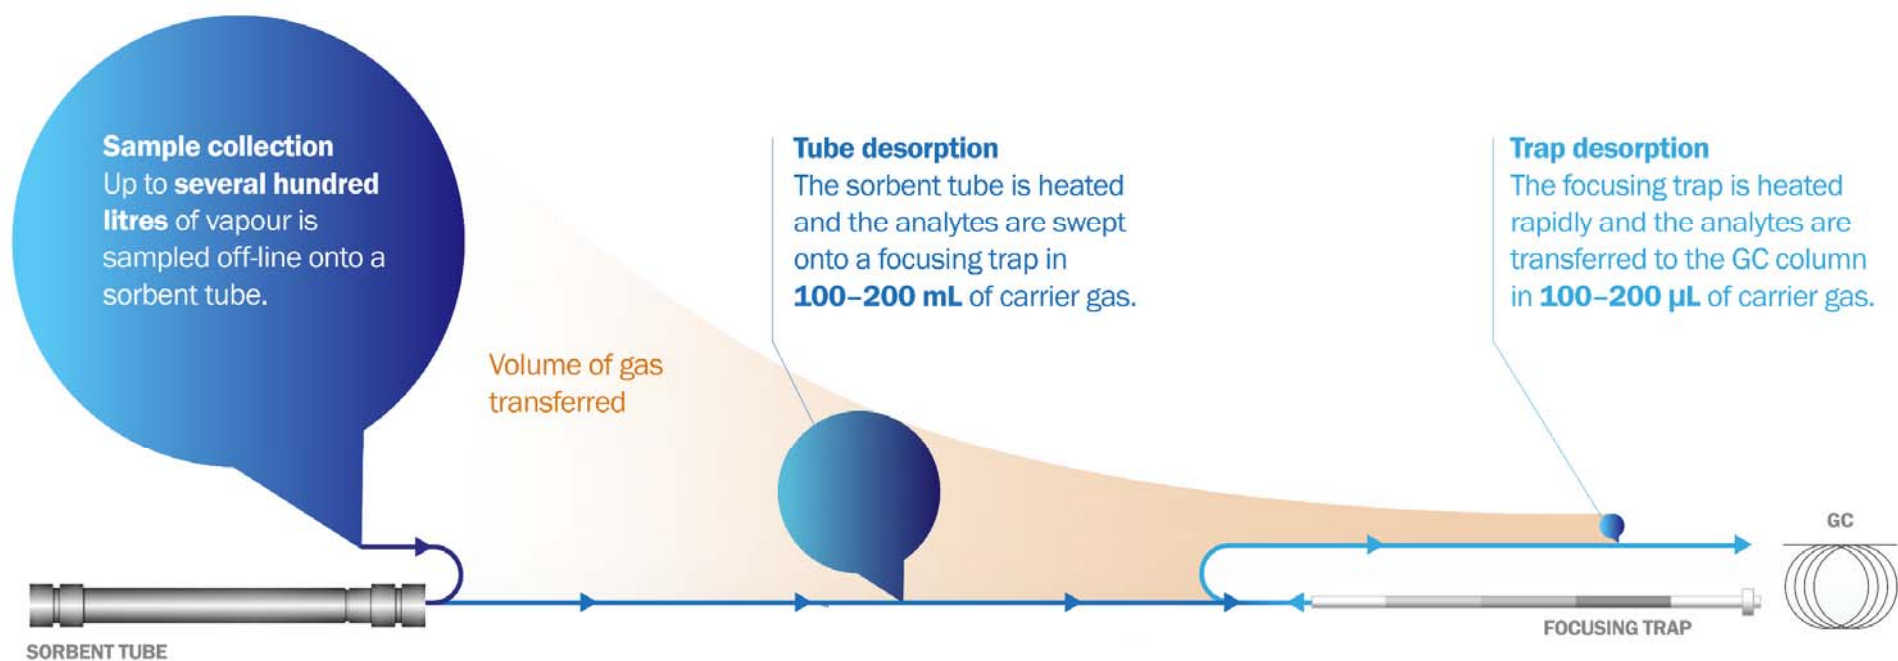 Sample collection
Up to several hundred
litres of vapour is
sampled off-line onto a
sorbent tube.
Volume of gas
transferred
Tube desorption
The sorbent tube is heated
and the analytes are swept
onto a focusing trap in
100–200 mL of carrier gas.
Trap desorption
The focusing trap is heated
rapidly and the analytes are
transferred to the GC column
in 100–200 µL of carrier gas.
GC
SORBENT TUBE
FOCUSING TRAP